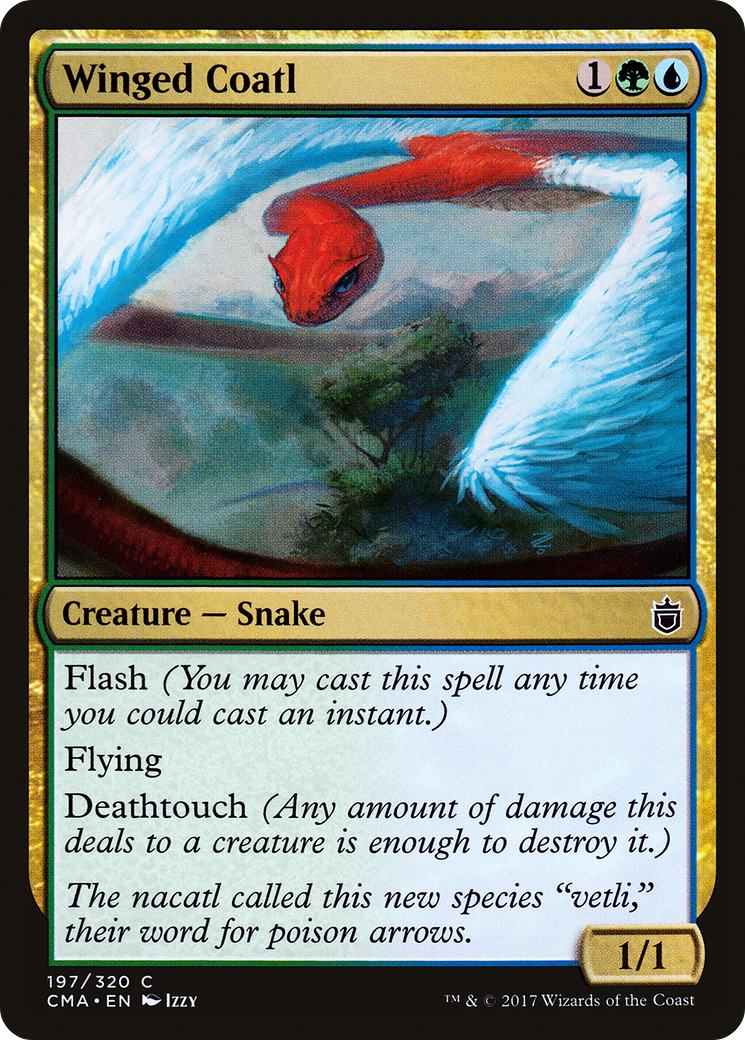 Winged Coatl 1
Creature — Snake
Flash (You may cast this spell any time
you could cast an instant.)
Flying
Deathtouch (Any amount of damage this
deals to a creature is enough to destroy it.)
The nacatl called this new species “vetli,”
their word for poison arrows.
1/1
197/320 C
CMA • EN Izzy
™ & © 2017 Wizards of the Coast